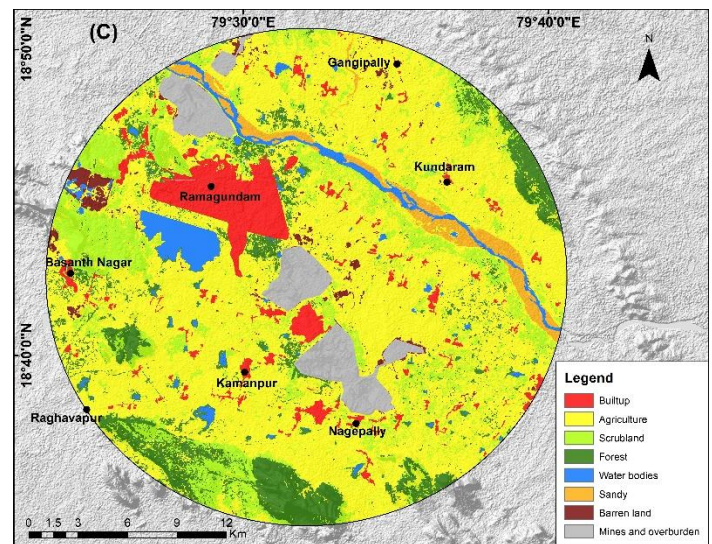 79°30'0"E
79°40'0"E
(C)
N
18°50'0"N
Gangipally
Kundaram
Ramagundam
Basanth Nagar
18°40'0"N
Kamanpur
Raghavapur
Nagepally
Legend
Builtup
Agriculture
Scrubland
Forest
Water bodies
Sandy
Barren land
Mines and overburden
0 1.5 3 6 9 12
Km